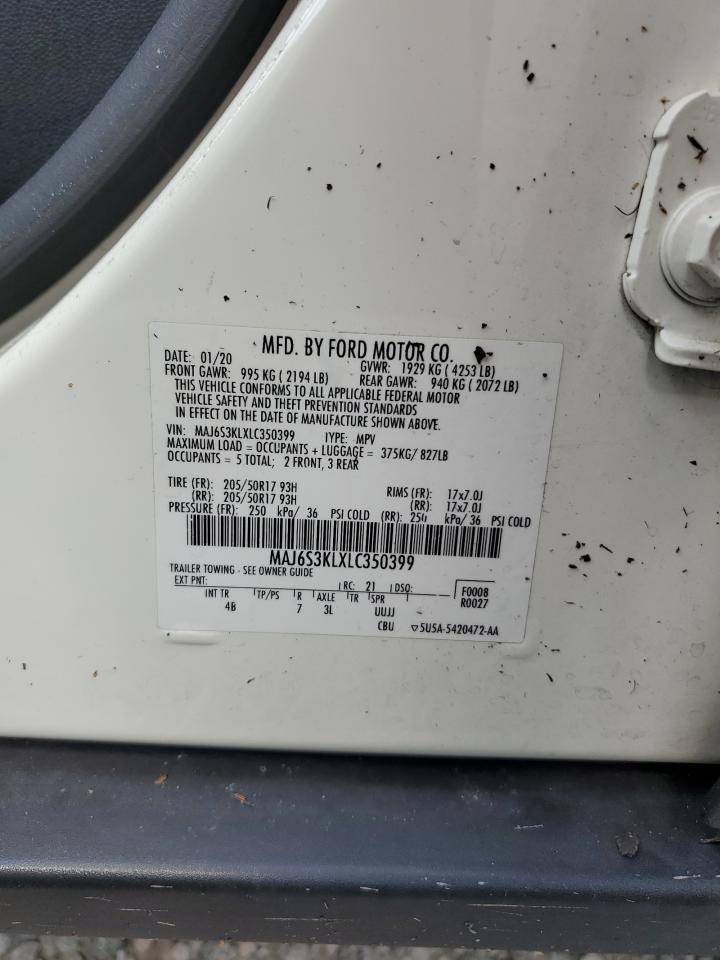 MFD. BY FORD MOTOR CO.
DATE: 01/20 GVWR: 1929 KG ( 4253 LB)
FRONT GAWR: 995 KG ( 2194 LB) REAR GAWR: 940 KG ( 2072 LB)
THIS VEHICLE CONFORMS TO ALL APPLICABLE FEDERAL MOTOR
VEHICLE SAFETY AND THEFT PREVENTION STANDARDS
IN EFFECT ON THE DATE OF MANUFACTURE SHOWN ABOVE.
VIN: MAJ6S3KLXLC350399 TYPE: MPV
MAXIMUM LOAD = OCCUPANTS + LUGGAGE = 375KG/ 827LB
OCCUPANTS = 5 TOTAL; 2 FRONT, 3 REAR
TIRE (FR): 205/50R17 93H RIMS (FR): 17x7.0J
(RR): 205/50R17 93H (RR): 17x7.0J
PRESSURE (FR): 250 kPa/ 36 PSI COLD (RR): 250 kPa/ 36 PSI COLD
MAJ6S3KLXLC350399
TRAILER TOWING - SEE OWNER GUIDE
EXT PNT: RC: 21 DSO: F0008
INT TR TP/PS R AXLE TR SPR R0027
4B 7 3L UUJJ
CBU ▽5U5A-5420472-AA